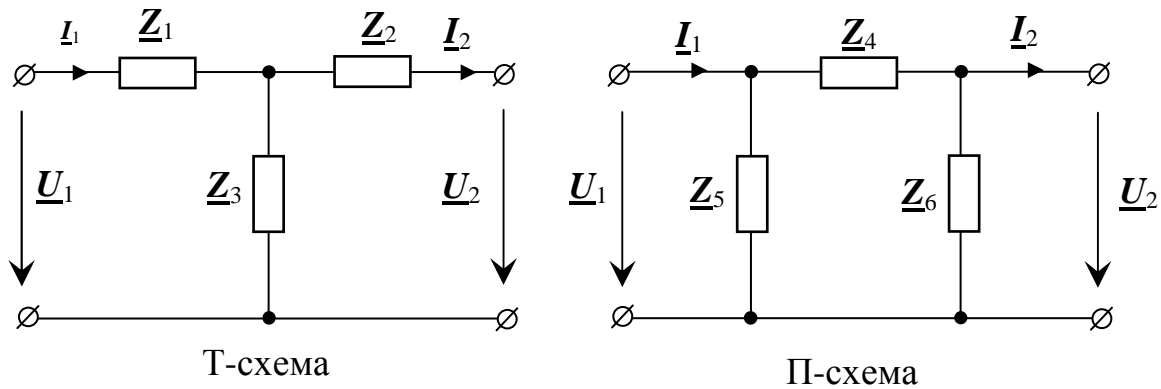 I1 Z1 Z2 I2 I1 Z4 I2
U1 Z3 U2 U1 Z5 Z6 U2
Т-схема П-схема